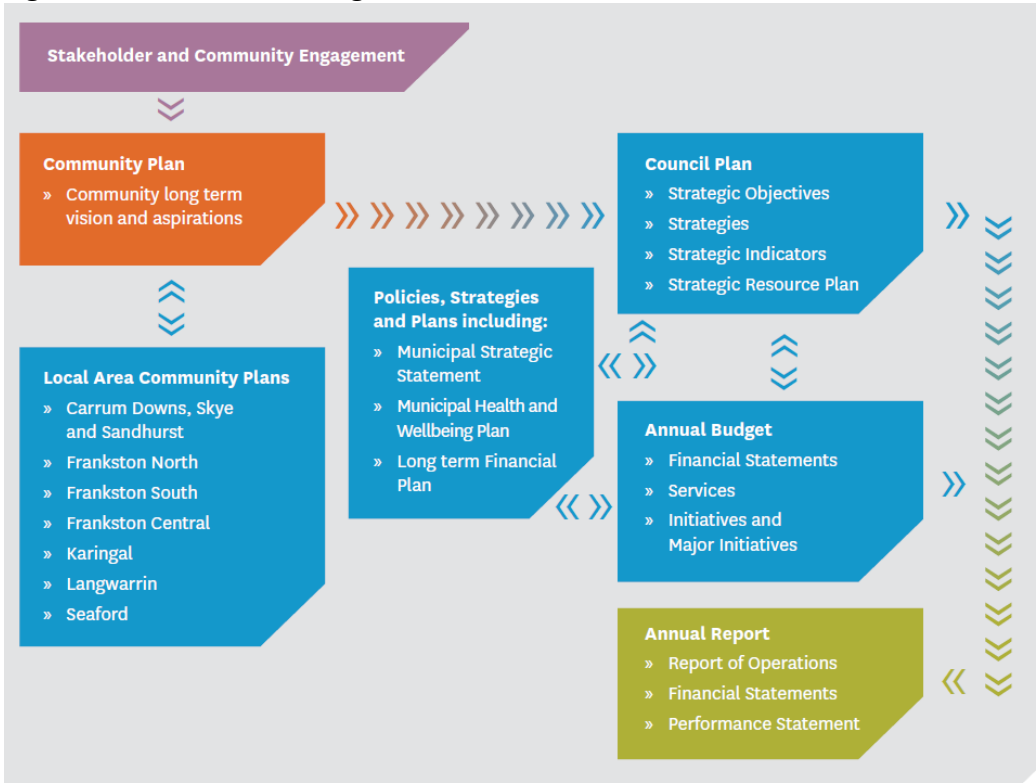 Stakeholder and Community Engagement
Community Plan
» Community long term
vision and aspirations
Council Plan
» Strategic Objectives
» Strategies
» Strategic Indicators
» Strategic Resource Plan
Policies, Strategies
and Plans including:
» Municipal Strategic
Statement
» Municipal Health and
Wellbeing Plan
» Long term Financial
Plan
Local Area Community Plans
» Carrum Downs, Skye
and Sandhurst
» Frankston North
» Frankston South
» Frankston Central
» Karingal
» Langwarrin
» Seaford
Annual Budget
» Financial Statements
» Services
» Initiatives and
Major Initiatives
Annual Report
» Report of Operations
» Financial Statements
» Performance Statement